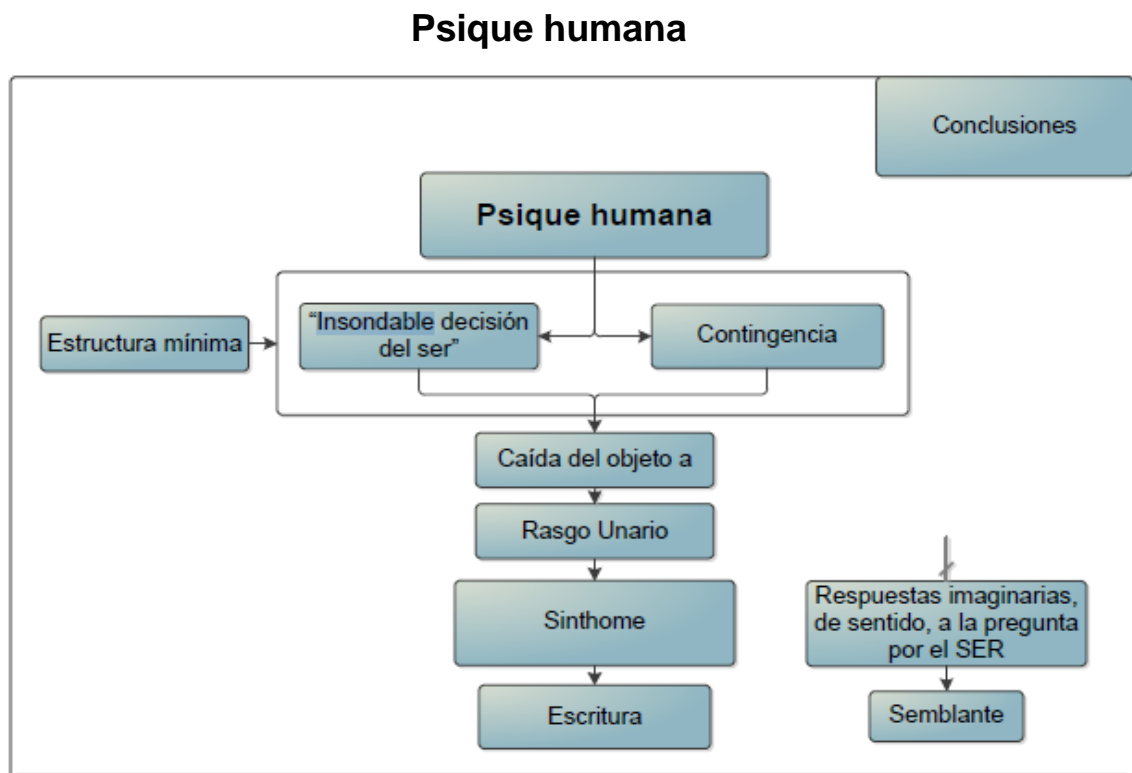 Psique humana
Conclusiones
Psique humana
Estructura mínima
“Insondable decisión
del ser”
Contingencia
Caída del objeto a
Rasgo Unario
Sinthome
Escritura
Respuestas imaginarias,
de sentido, a la pregunta
por el SER
Semblante